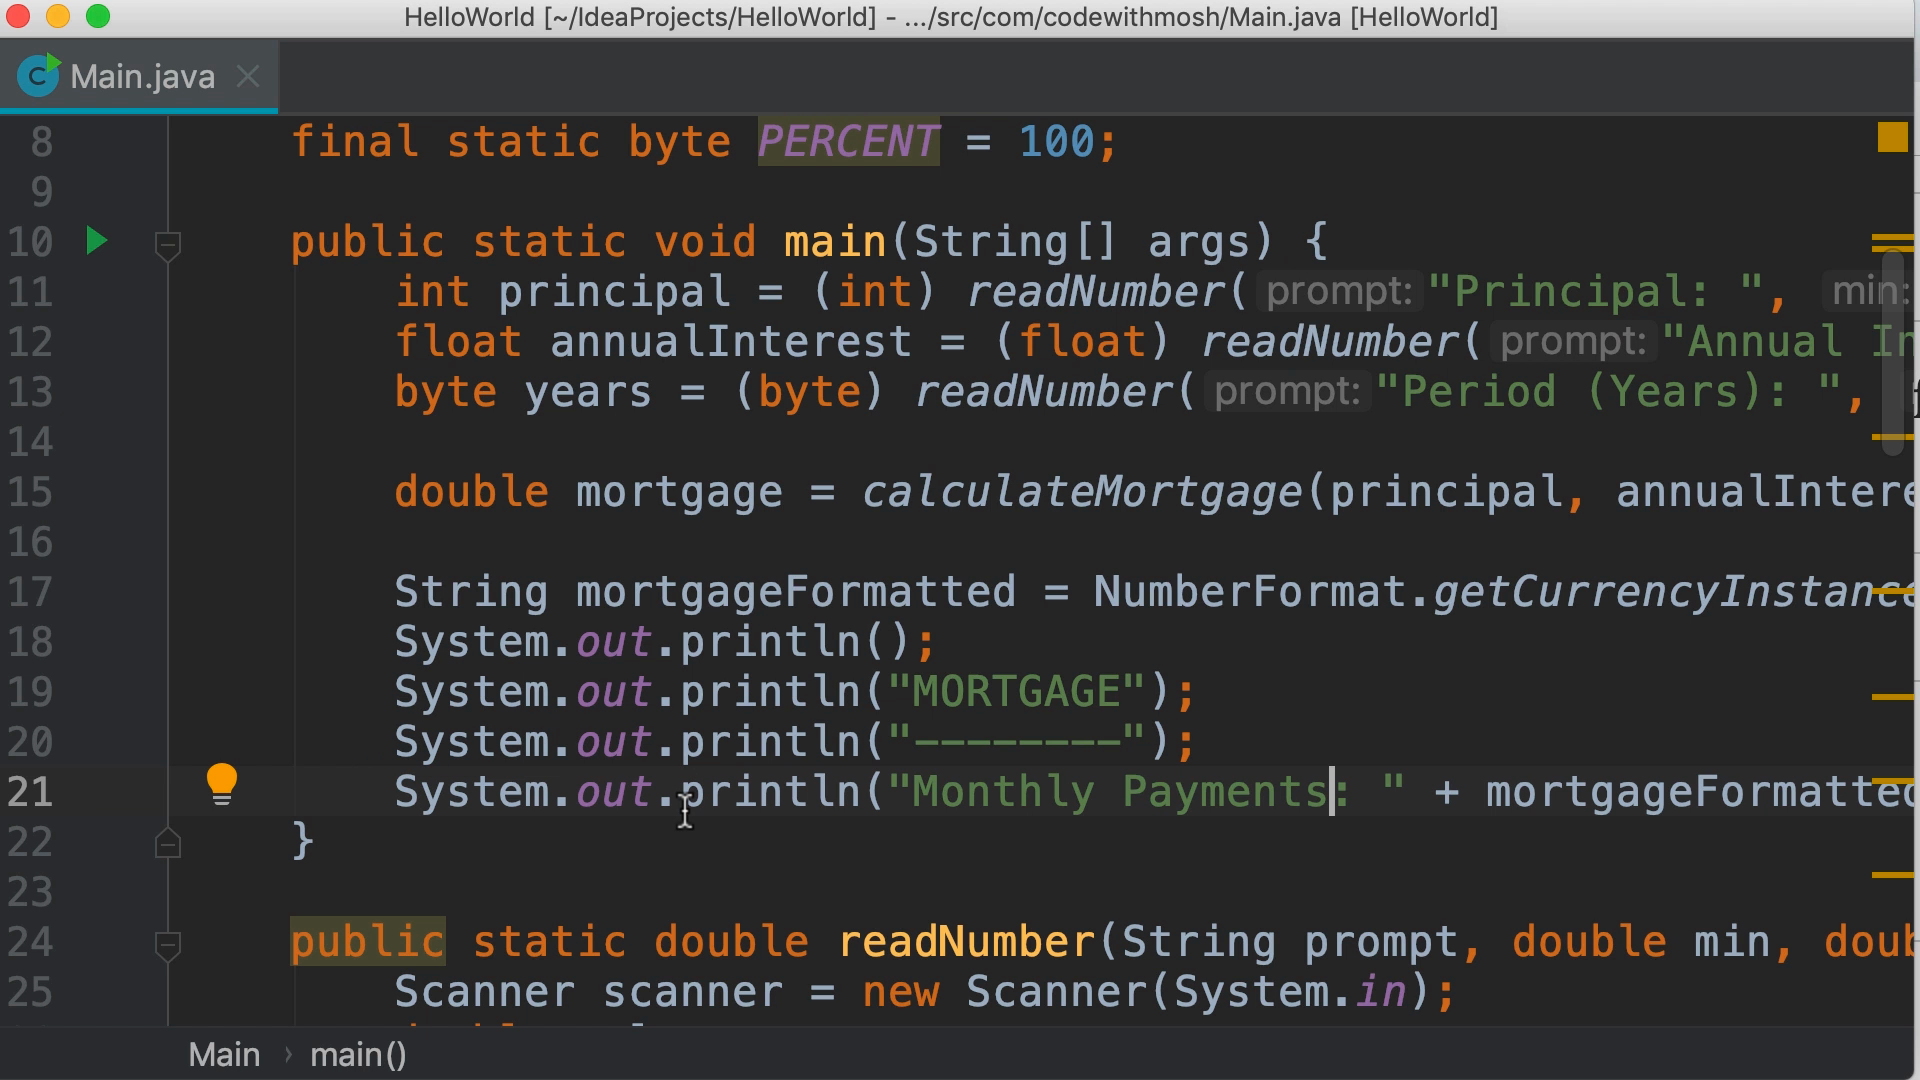 HelloWorld [~/IdeaProjects/HelloWorld] - .../src/com/codewithmosh/Main.java [HelloWorld]
Main.java
8 final static byte PERCENT = 100;
9
10 public static void main(String[] args) {
11 int principal = (int) readNumber( prompt: "Principal: ", min:
12 float annualInterest = (float) readNumber( prompt: "Annual In
13 byte years = (byte) readNumber( prompt: "Period (Years): ",
14
15 double mortgage = calculateMortgage(principal, annualIntere
16
17 String mortgageFormatted = NumberFormat.getCurrencyInstance
18 System.out.println();
19 System.out.println("MORTGAGE");
20 System.out.println("--------");
21 System.out.println("Monthly Payments: " + mortgageFormatted
22 }
23
24 public static double readNumber(String prompt, double min, doub
25 Scanner scanner = new Scanner(System.in);
Main › main()